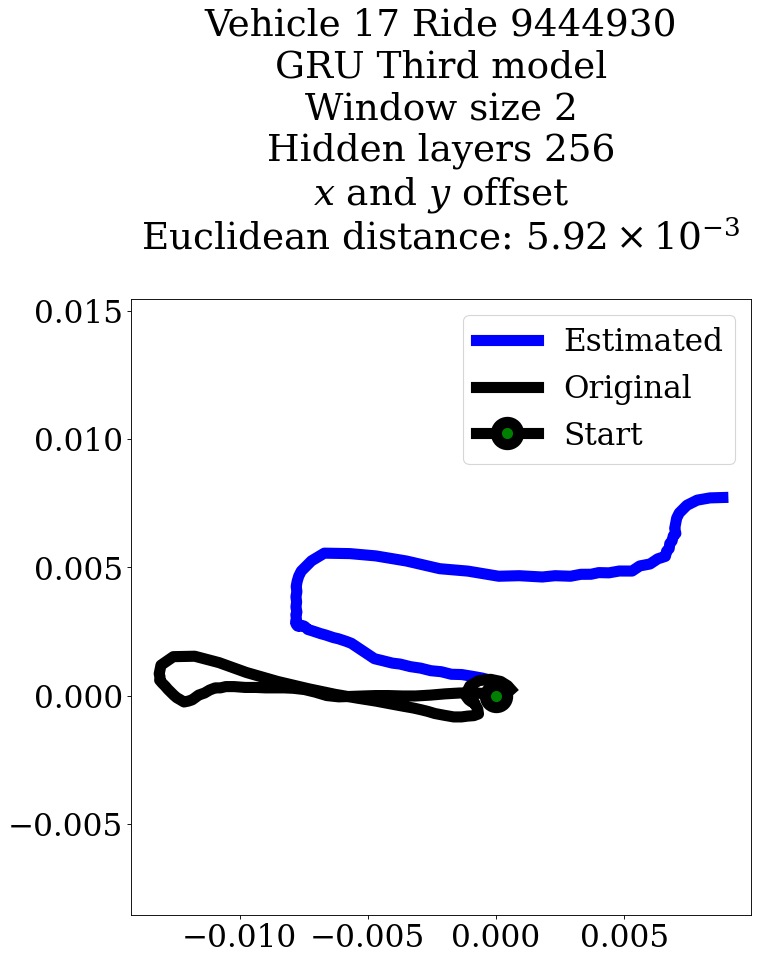 Vehicle 17 Ride 9444930
GRU Third model
Window size 2
Hidden layers 256
x and y offset
Euclidean distance: 5.92 × 10⁻³
0.015
0.010
0.005
0.000
−0.005
Estimated
Original
Start
−0.010 −0.005 0.000 0.005